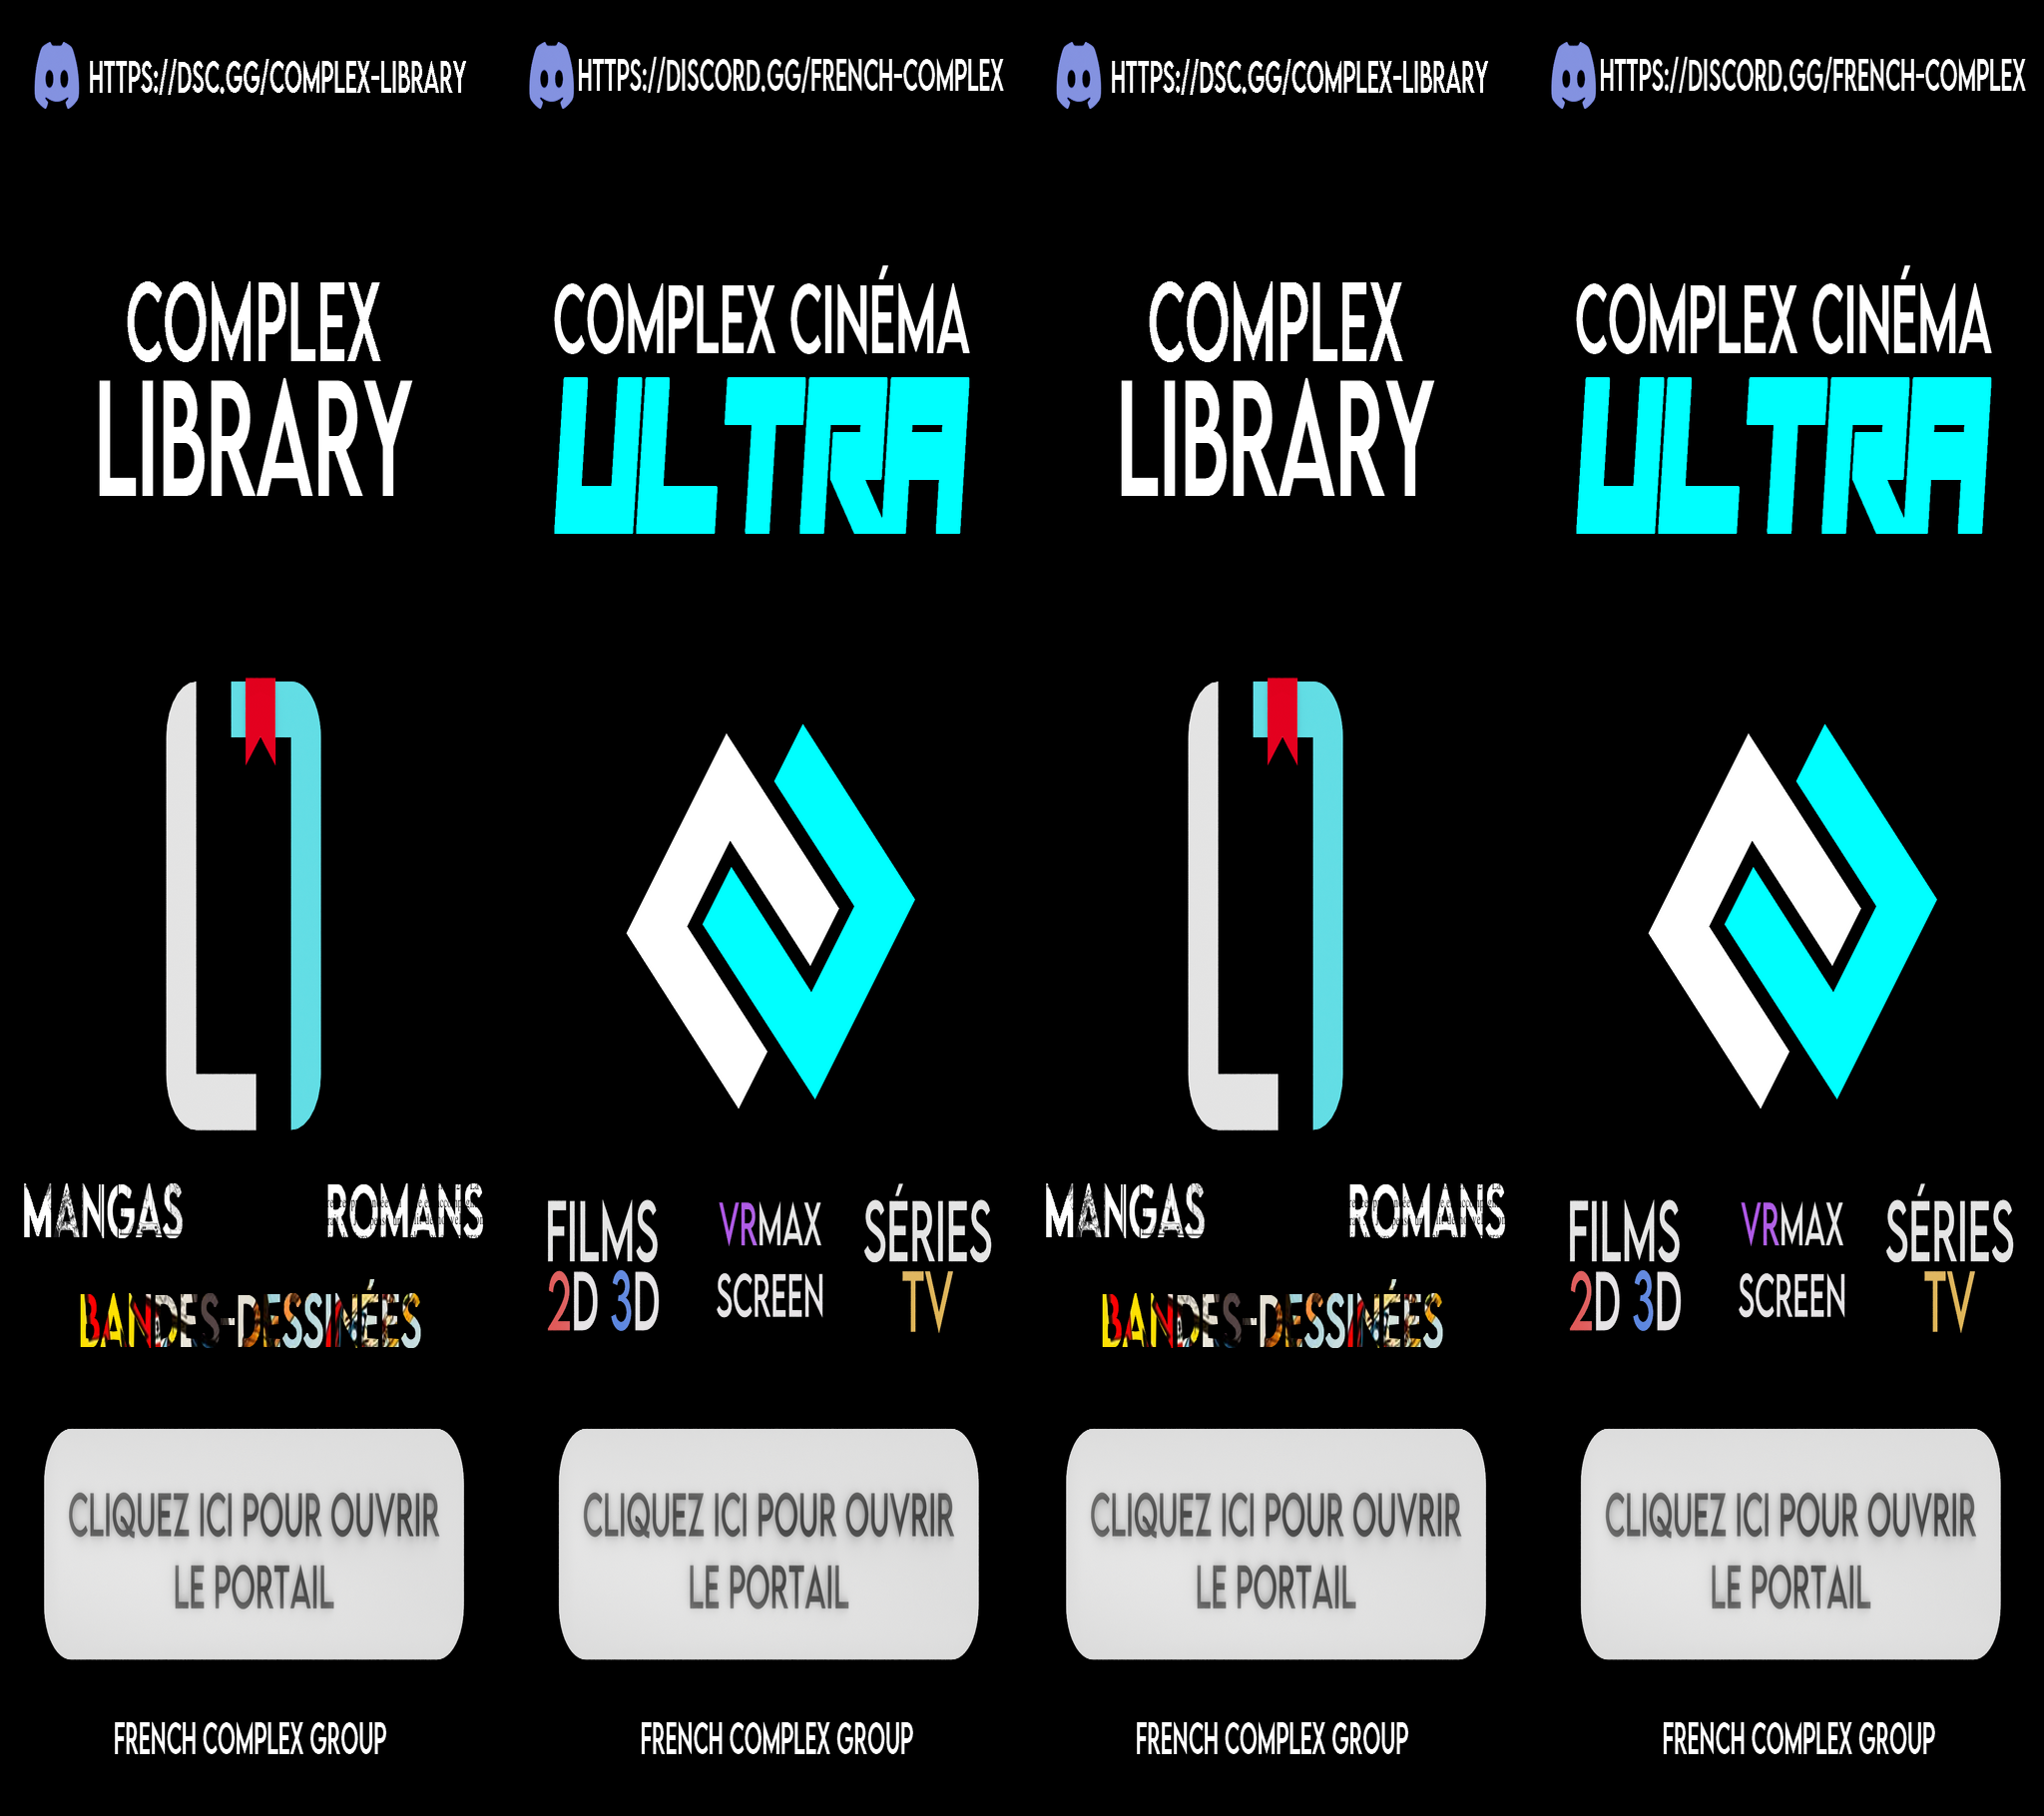 HTTPS://DSC.GG/COMPLEX-LIBRARY
COMPLEX
LIBRARY
MANGAS
ROMANS
BANDES-DESSINÉES
CLIQUEZ ICI POUR OUVRIR
LE PORTAIL
FRENCH COMPLEX GROUP
HTTPS://DISCORD.GG/FRENCH-COMPLEX
COMPLEX CINÉMA
ULTRA
FILMS
2D 3D
VRMAX
SCREEN
SÉRIES
TV
CLIQUEZ ICI POUR OUVRIR
LE PORTAIL
FRENCH COMPLEX GROUP
HTTPS://DSC.GG/COMPLEX-LIBRARY
COMPLEX
LIBRARY
MANGAS
ROMANS
BANDES-DESSINÉES
CLIQUEZ ICI POUR OUVRIR
LE PORTAIL
FRENCH COMPLEX GROUP
HTTPS://DISCORD.GG/FRENCH-COMPLEX
COMPLEX CINÉMA
ULTRA
FILMS
2D 3D
VRMAX
SCREEN
SÉRIES
TV
CLIQUEZ ICI POUR OUVRIR
LE PORTAIL
FRENCH COMPLEX GROUP